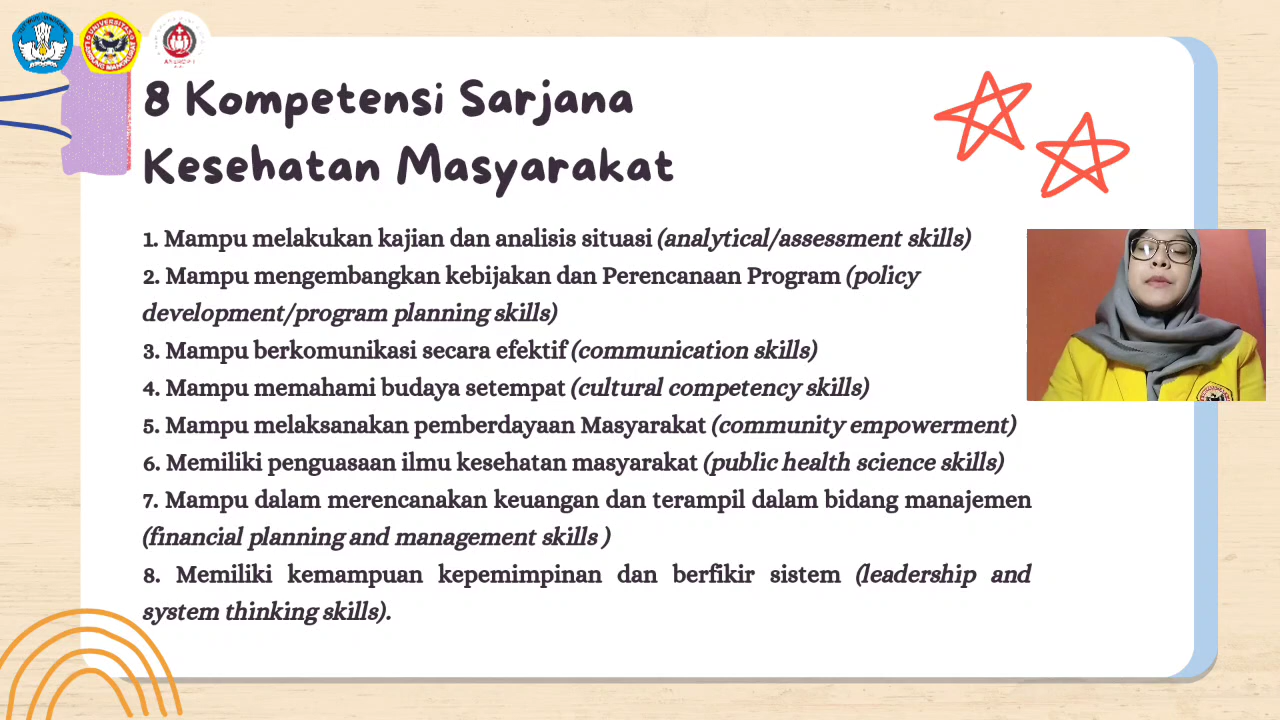 8 Kompetensi Sarjana
Kesehatan Masyarakat
1. Mampu melakukan kajian dan analisis situasi (analytical/assessment skills)
2. Mampu mengembangkan kebijakan dan Perencanaan Program (policy
development/program planning skills)
3. Mampu berkomunikasi secara efektif (communication skills)
4. Mampu memahami budaya setempat (cultural competency skills)
5. Mampu melaksanakan pemberdayaan Masyarakat (community empowerment)
6. Memiliki penguasaan ilmu kesehatan masyarakat (public health science skills)
7. Mampu dalam merencanakan keuangan dan terampil dalam bidang manajemen
(financial planning and management skills )
8. Memiliki kemampuan kepemimpinan dan berfikir sistem (leadership and
system thinking skills).